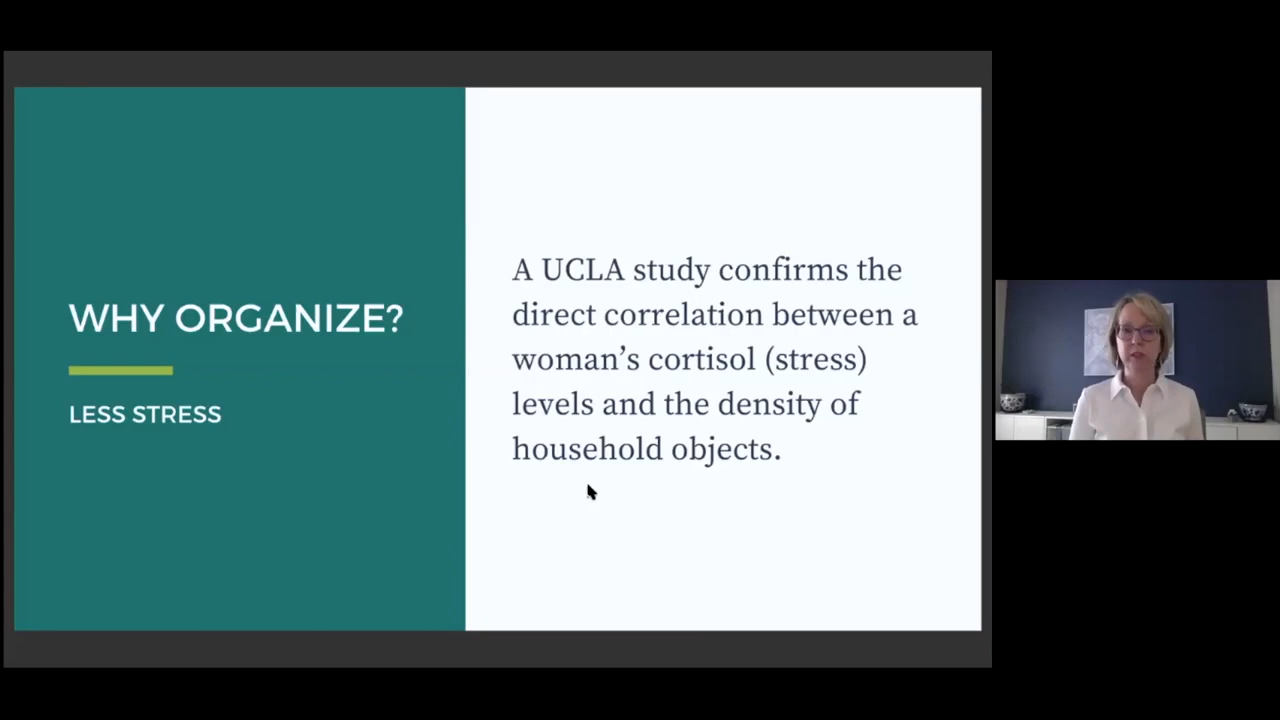 WHY ORGANIZE?
LESS STRESS
A UCLA study confirms the
direct correlation between a
woman’s cortisol (stress)
levels and the density of
household objects.